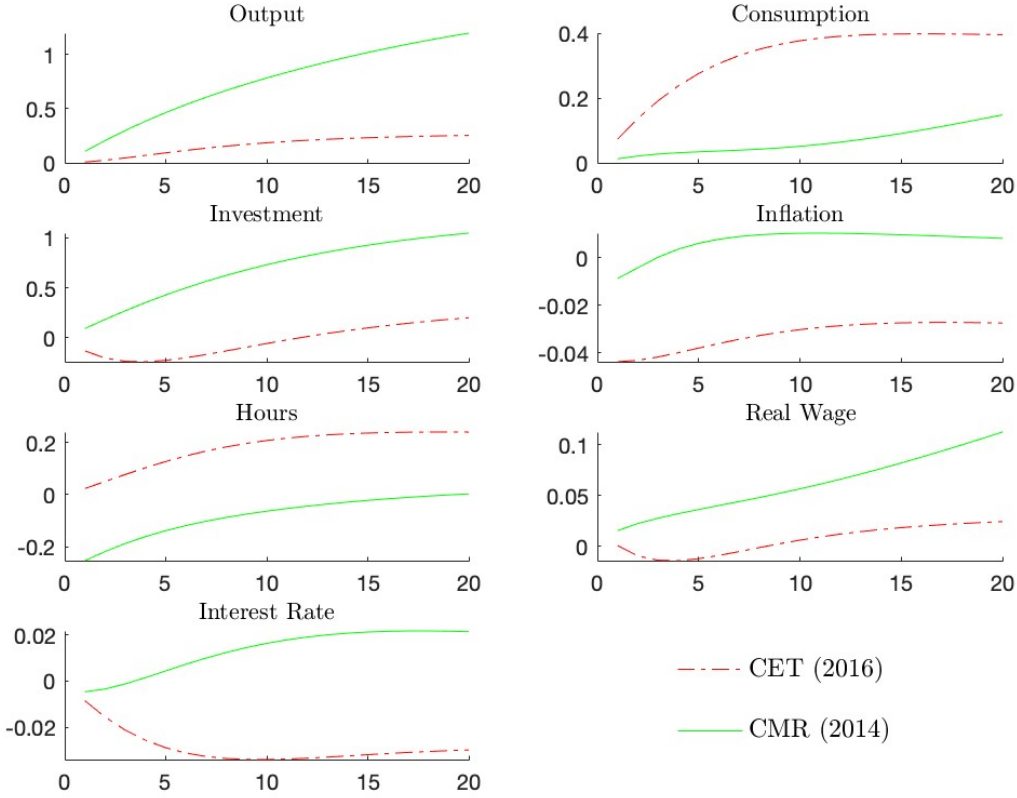 Output
1
0.5
0
0 5 10 15 20
Consumption
0.4
0.2
0
0 5 10 15 20
Investment
1
0.5
0
0 5 10 15 20
Inflation
0
-0.02
-0.04
0 5 10 15 20
Hours
0.2
0
-0.2
0 5 10 15 20
Real Wage
0.1
0.05
0
0 5 10 15 20
Interest Rate
0.02
0
-0.02
0 5 10 15 20
CET (2016)
CMR (2014)